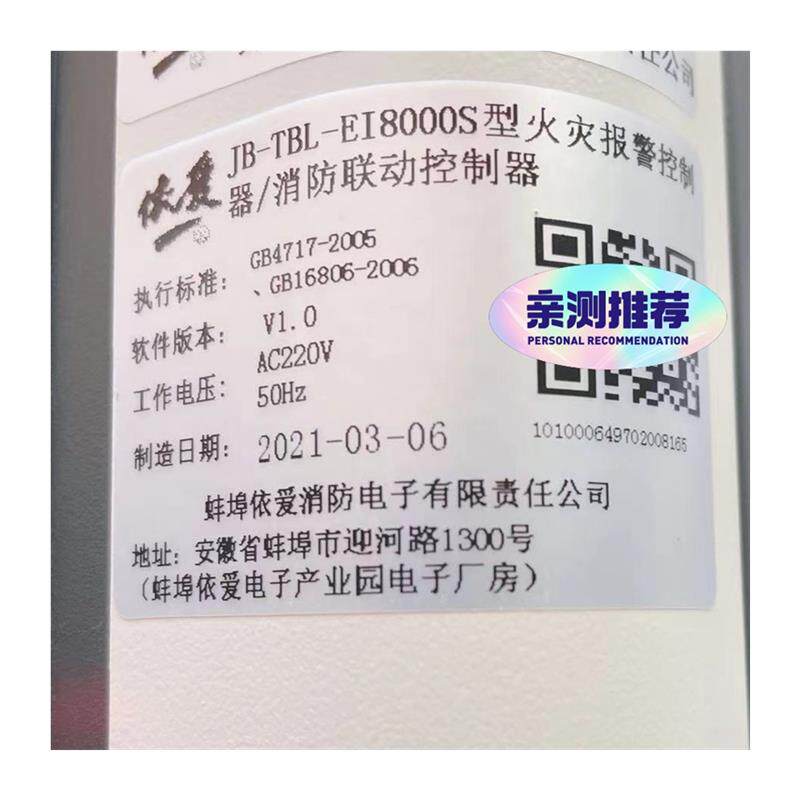 责任公司
依爱
JB-TBL-EI8000S型火灾报警控制
器/消防联动控制器
执行标准: GB4717-2005
、GB16806-2006
软件版本: V1.0
工作电压: AC220V
50Hz
制造日期: 2021-03-06
亲测推荐
PERSONAL RECOMMENDATION
101000649702008165
蚌埠依爱消防电子有限责任公司
地址: 安徽省蚌埠市迎河路1300号
(蚌埠依爱电子产业园电子厂房)